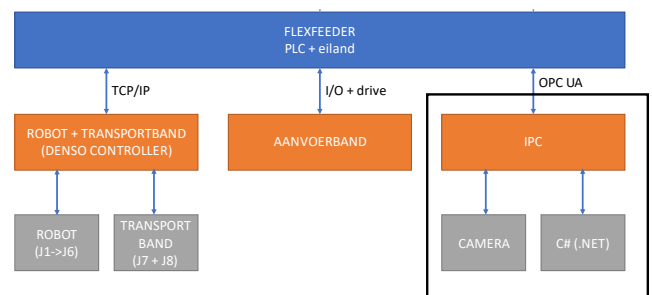 FLEXFEEDER
PLC + eiland
TCP/IP
I/O + drive
OPC UA
ROBOT + TRANSPORTBAND
(DENSO CONTROLLER)
AANVOERBAND
IPC
ROBOT
(J1->J6)
TRANSPORT
BAND
(J7 + J8)
CAMERA
C# (.NET)